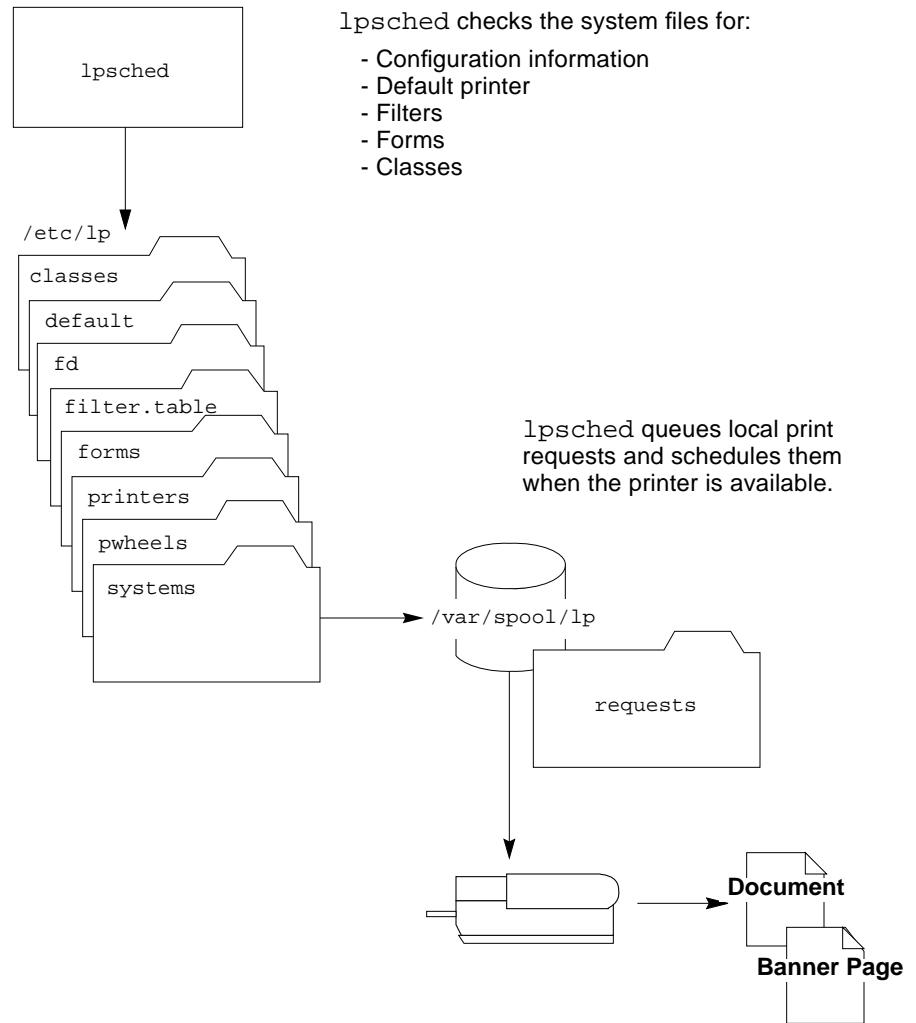 lpsched
lpsched checks the system files for:
- Configuration information
- Default printer
- Filters
- Forms
- Classes
/etc/lp
classes
default
fd
filter.table
forms
printers
pwheels
systems
lpsched queues local print
requests and schedules them
when the printer is available.
/var/spool/lp
requests
Document
Banner Page